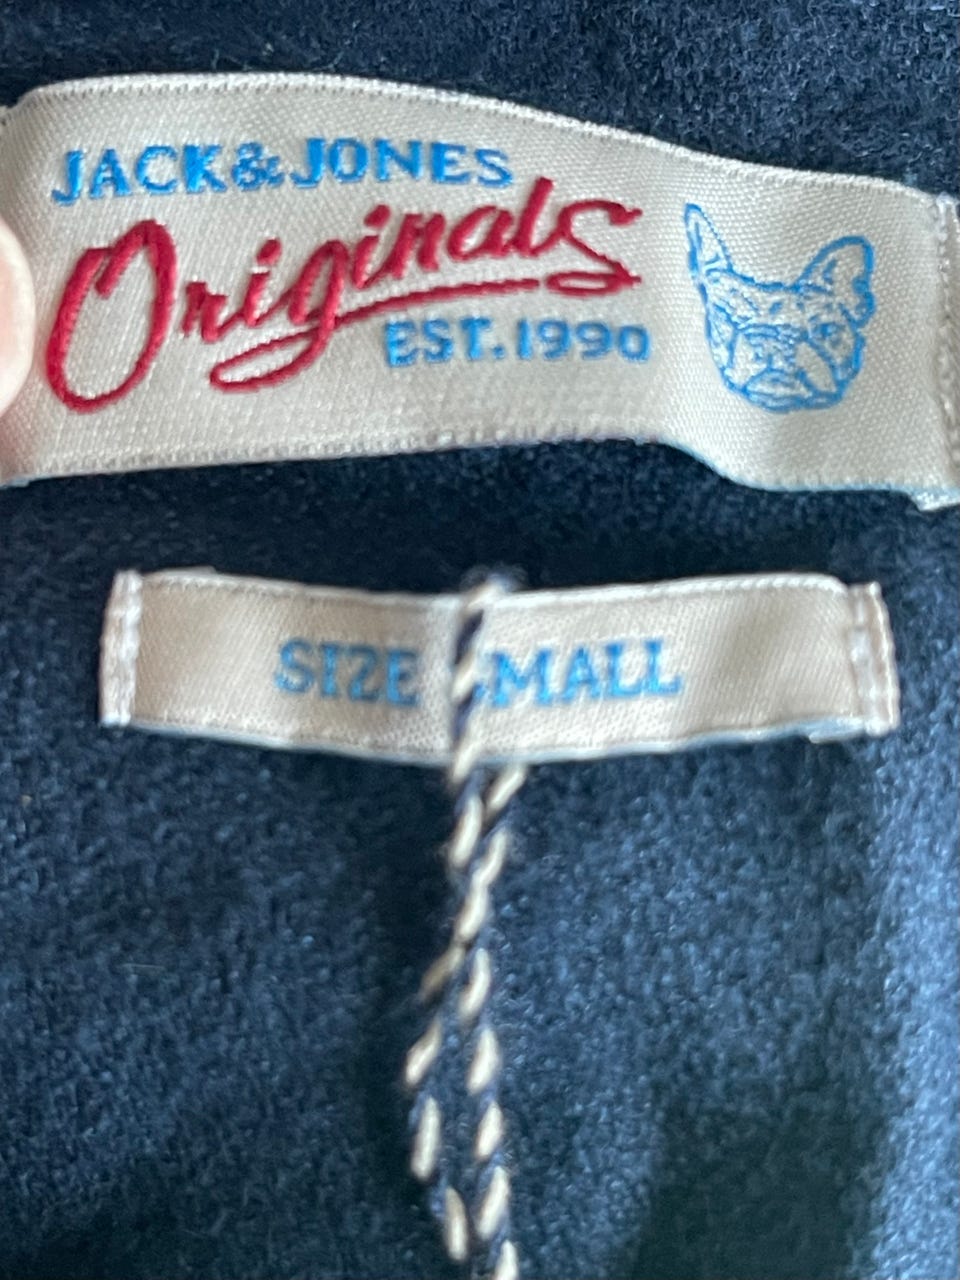 JACK&JONES
Originals
EST.1990
SIZE SMALL